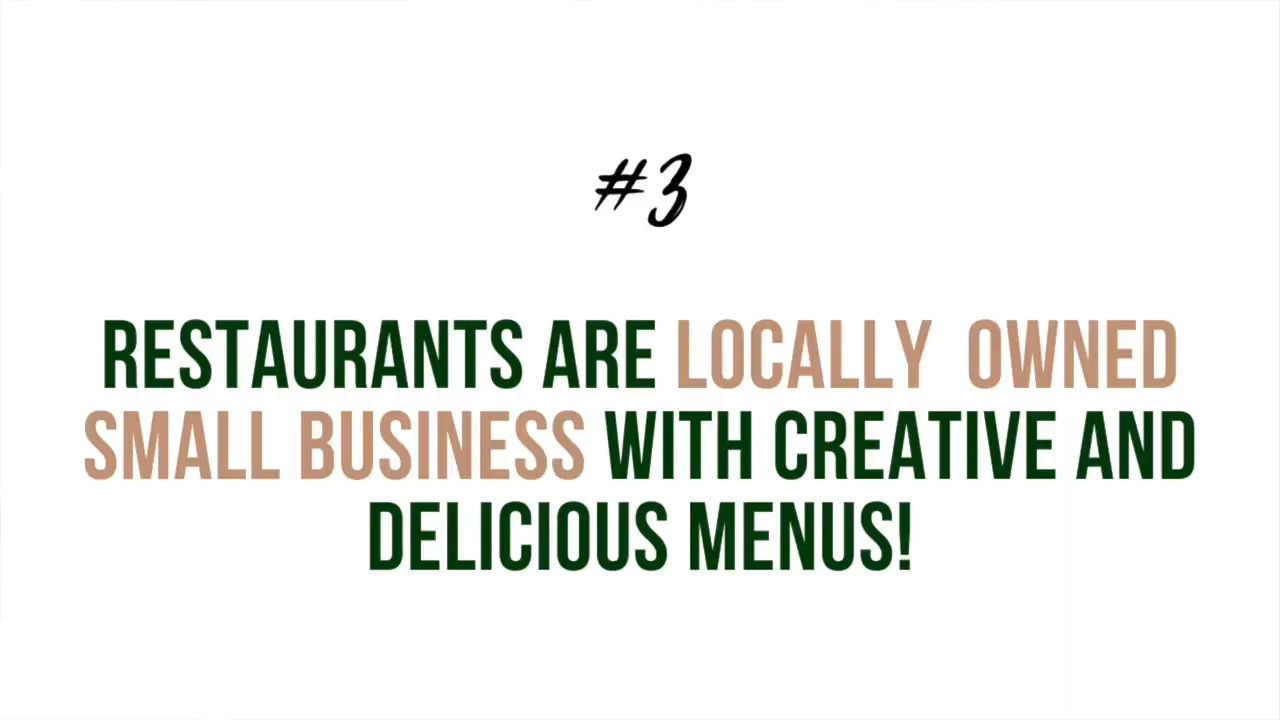 #3
RESTAURANTS ARE LOCALLY OWNED
SMALL BUSINESS WITH CREATIVE AND
DELICIOUS MENUS!